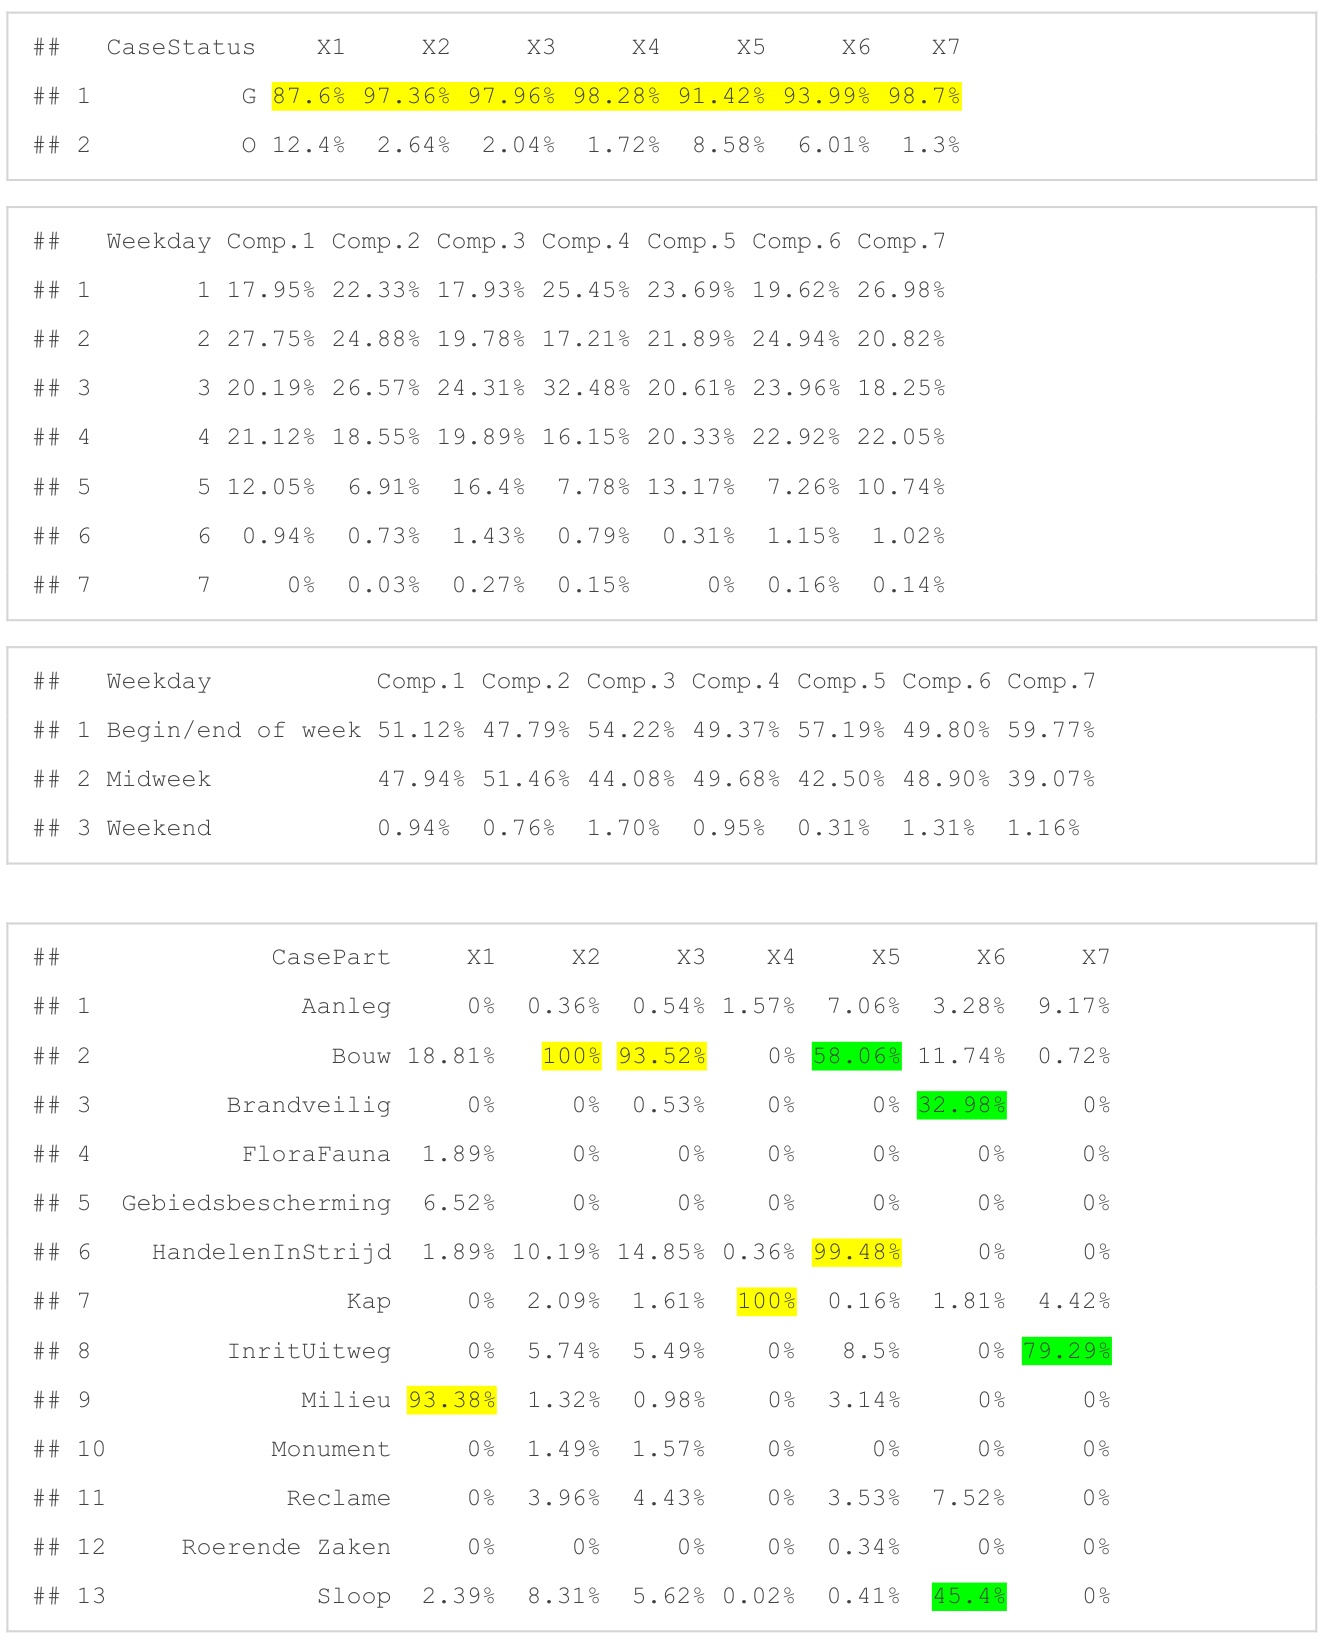 ##   CaseStatus    X1     X2     X3     X4     X5     X6    X7
## 1          G 87.6% 97.36% 97.96% 98.28% 91.42% 93.99% 98.7%
## 2          O 12.4%  2.64%  2.04%  1.72%  8.58%  6.01%  1.3%
##   Weekday Comp.1 Comp.2 Comp.3 Comp.4 Comp.5 Comp.6 Comp.7
## 1       1 17.95% 22.33% 17.93% 25.45% 23.69% 19.62% 26.98%
## 2       2 27.75% 24.88% 19.78% 17.21% 21.89% 24.94% 20.82%
## 3       3 20.19% 26.57% 24.31% 32.48% 20.61% 23.96% 18.25%
## 4       4 21.12% 18.55% 19.89% 16.15% 20.33% 22.92% 22.05%
## 5       5 12.05%  6.91%  16.4%  7.78% 13.17%  7.26% 10.74%
## 6       6  0.94%  0.73%  1.43%  0.79%  0.31%  1.15%  1.02%
## 7       7     0%  0.03%  0.27%  0.15%     0%  0.16%  0.14%
##   Weekday           Comp.1 Comp.2 Comp.3 Comp.4 Comp.5 Comp.6 Comp.7
## 1 Begin/end of week 51.12% 47.79% 54.22% 49.37% 57.19% 49.80% 59.77%
## 2 Midweek           47.94% 51.46% 44.08% 49.68% 42.50% 48.90% 39.07%
## 3 Weekend           0.94%  0.76%  1.70%  0.95%  0.31%  1.31%  1.16%
##              CasePart     X1     X2     X3    X4     X5     X6     X7
## 1              Aanleg     0%  0.36%  0.54% 1.57%  7.06%  3.28%  9.17%
## 2                Bouw 18.81%   100% 93.52%    0% 58.06% 11.74%  0.72%
## 3         Brandveilig     0%     0%  0.53%    0%     0% 32.98%     0%
## 4          FloraFauna  1.89%     0%     0%    0%     0%     0%     0%
## 5  Gebiedsbescherming  6.52%     0%     0%    0%     0%     0%     0%
## 6    HandelenInStrijd  1.89% 10.19% 14.85% 0.36% 99.48%     0%     0%
## 7                 Kap     0%  2.09%  1.61%  100%  0.16%  1.81%  4.42%
## 8         InritUitweg     0%  5.74%  5.49%    0%   8.5%     0% 79.29%
## 9              Milieu 93.38%  1.32%  0.98%    0%  3.14%     0%     0%
## 10           Monument     0%  1.49%  1.57%    0%     0%     0%     0%
## 11            Reclame     0%  3.96%  4.43%    0%  3.53%  7.52%     0%
## 12     Roerende Zaken     0%     0%     0%    0%  0.34%     0%     0%
## 13              Sloop  2.39%  8.31%  5.62% 0.02%  0.41%  45.4%     0%